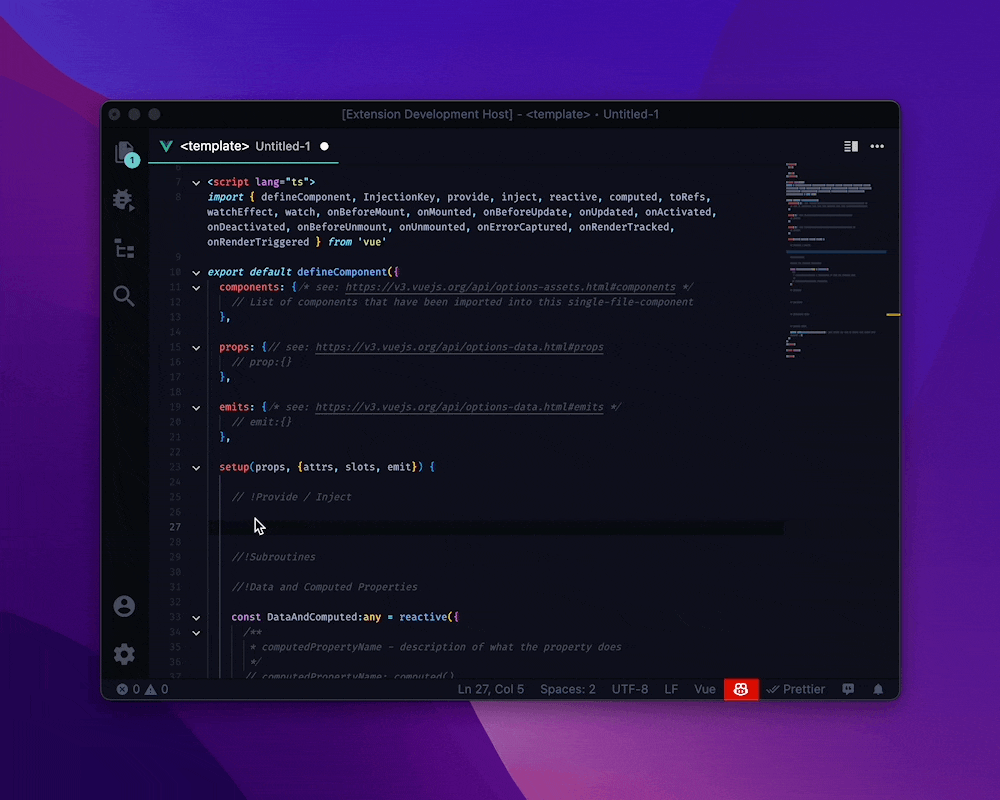 [Extension Development Host] - <template> • Untitled-1
<template> Untitled-1
1
6
7 <script lang="ts">
8 import { defineComponent, InjectionKey, provide, inject, reactive, computed, toRefs,
watchEffect, watch, onBeforeMount, onMounted, onBeforeUpdate, onUpdated, onActivated,
onDeactivated, onBeforeUnmount, onUnmounted, onErrorCaptured, onRenderTracked,
onRenderTriggered } from 'vue'
9
10 export default defineComponent({
11 components: {/* see: https://v3.vuejs.org/api/options-assets.html#components */
12 // List of components that have been imported into this single-file-component
13 },
14
15 props: {// see: https://v3.vuejs.org/api/options-data.html#props
16 // prop:{}
17 },
18
19 emits: {/* see: https://v3.vuejs.org/api/options-data.html#emits */
20 // emit:{}
21 },
22
23 setup(props, {attrs, slots, emit}) {
24
25 // !Provide / Inject
26
27
28
29 //!Subroutines
30
31 //!Data and Computed Properties
32
33 const DataAndComputed:any = reactive({
34 /**
35 * computedPropertyName - description of what the property does
36 */
37 // computedPropertyName: computed()
0 0 Ln 27, Col 5 Spaces: 2 UTF-8 LF Vue Prettier